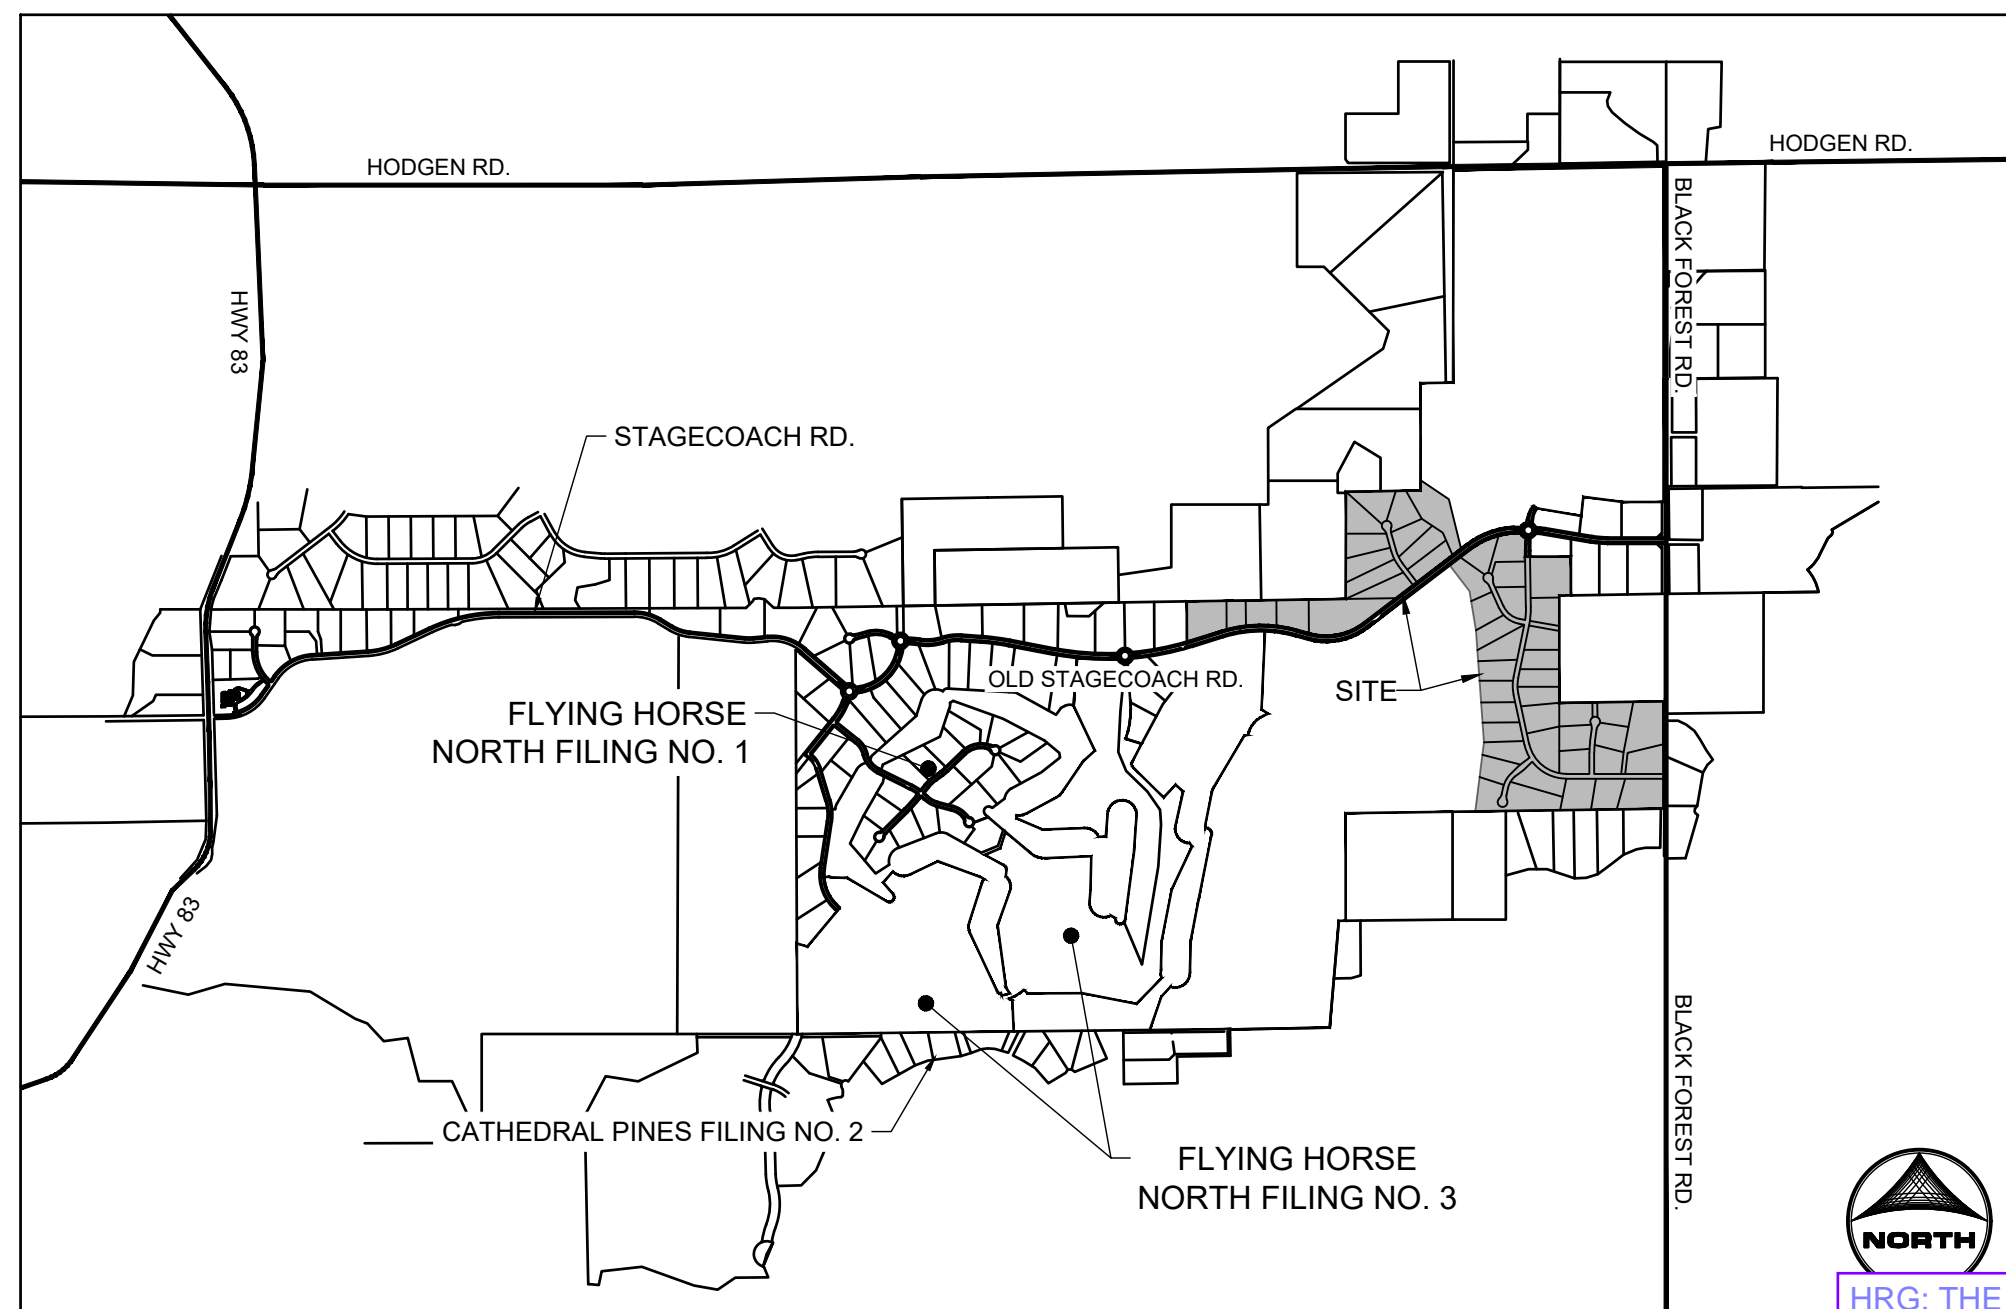 HODGEN RD.
HODGEN RD.
BLACK FOREST RD.
HWY 83
STAGECOACH RD.
OLD STAGECOACH RD.
SITE
FLYING HORSE
NORTH FILING NO. 1
HWY 83
BLACK FOREST RD.
CATHEDRAL PINES FILING NO. 2
FLYING HORSE
NORTH FILING NO. 3
NORTH
HRG: THE